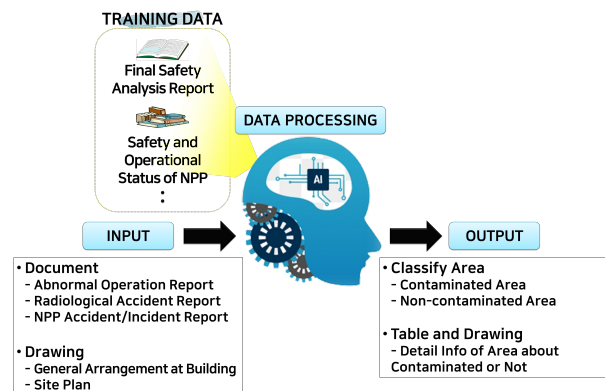 TRAINING DATA
Final Safety
Analysis Report
Safety and
Operational
Status of NPP
:
DATA PROCESSING
AI
INPUT
OUTPUT
• Document
- Abnormal Operation Report
- Radiological Accident Report
- NPP Accident/Incident Report
• Drawing
- General Arrangement at Building
- Site Plan
• Classify Area
- Contaminated Area
- Non-contaminated Area
• Table and Drawing
- Detail Info of Area about
Contaminated or Not